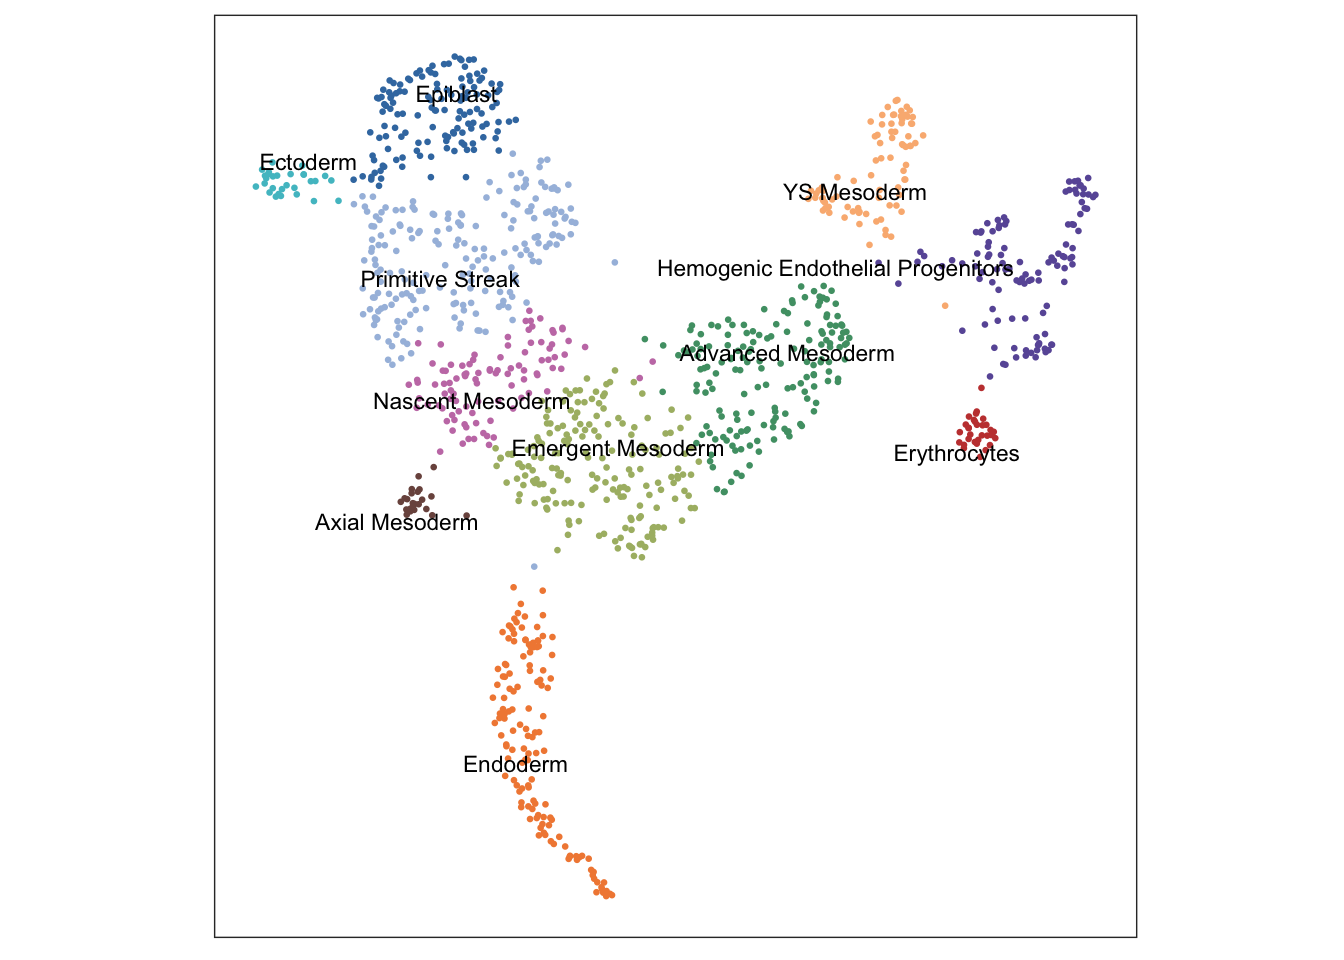 Epiblast
Ectoderm
YS Mesoderm
Hemogenic Endothelial Progenitors
Primitive Streak
Advanced Mesoderm
Nascent Mesoderm
Emergent Mesoderm
Erythrocytes
Axial Mesoderm
Endoderm